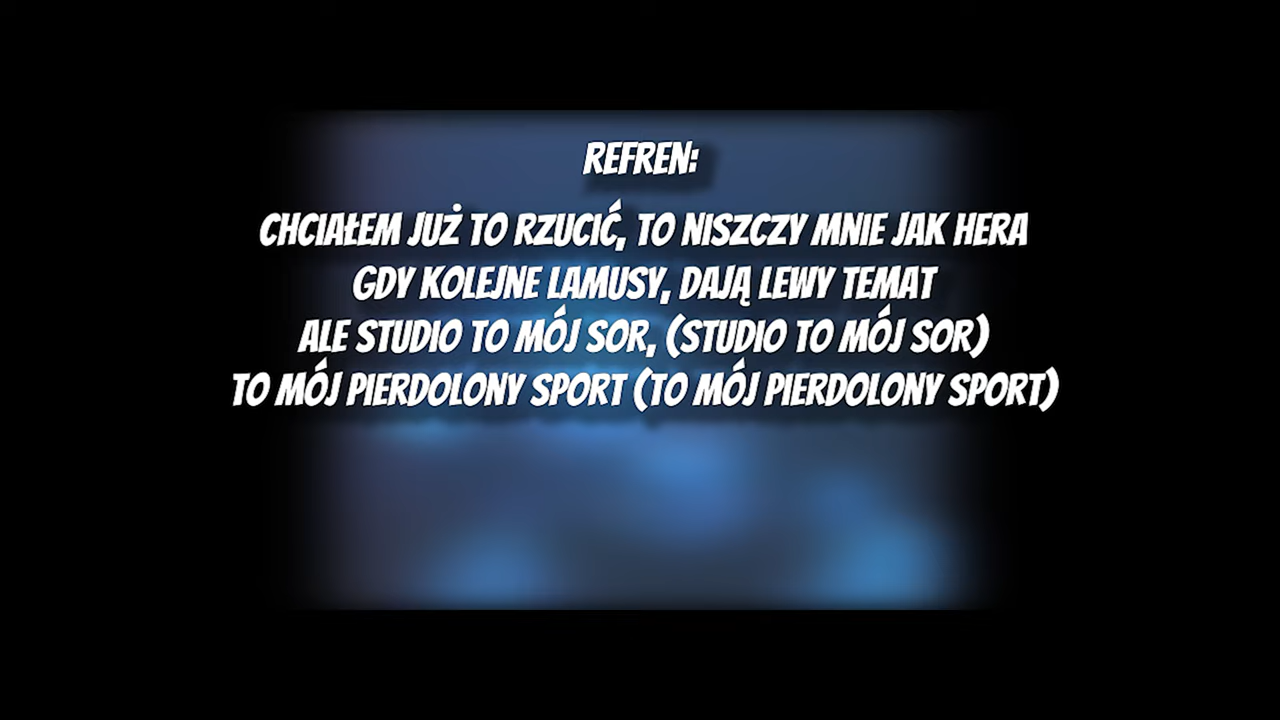 REFREN:
CHCIAŁEM JUŻ TO RZUCIĆ, TO NISZCZY MNIE JAK HERA
GDY KOLEJNE LAMUSY, DAJĄ LEWY TEMAT
ALE STUDIO TO MÓJ SOR, (STUDIO TO MÓJ SOR)
TO MÓJ PIERDOLONY SPORT (TO MÓJ PIERDOLONY SPORT)